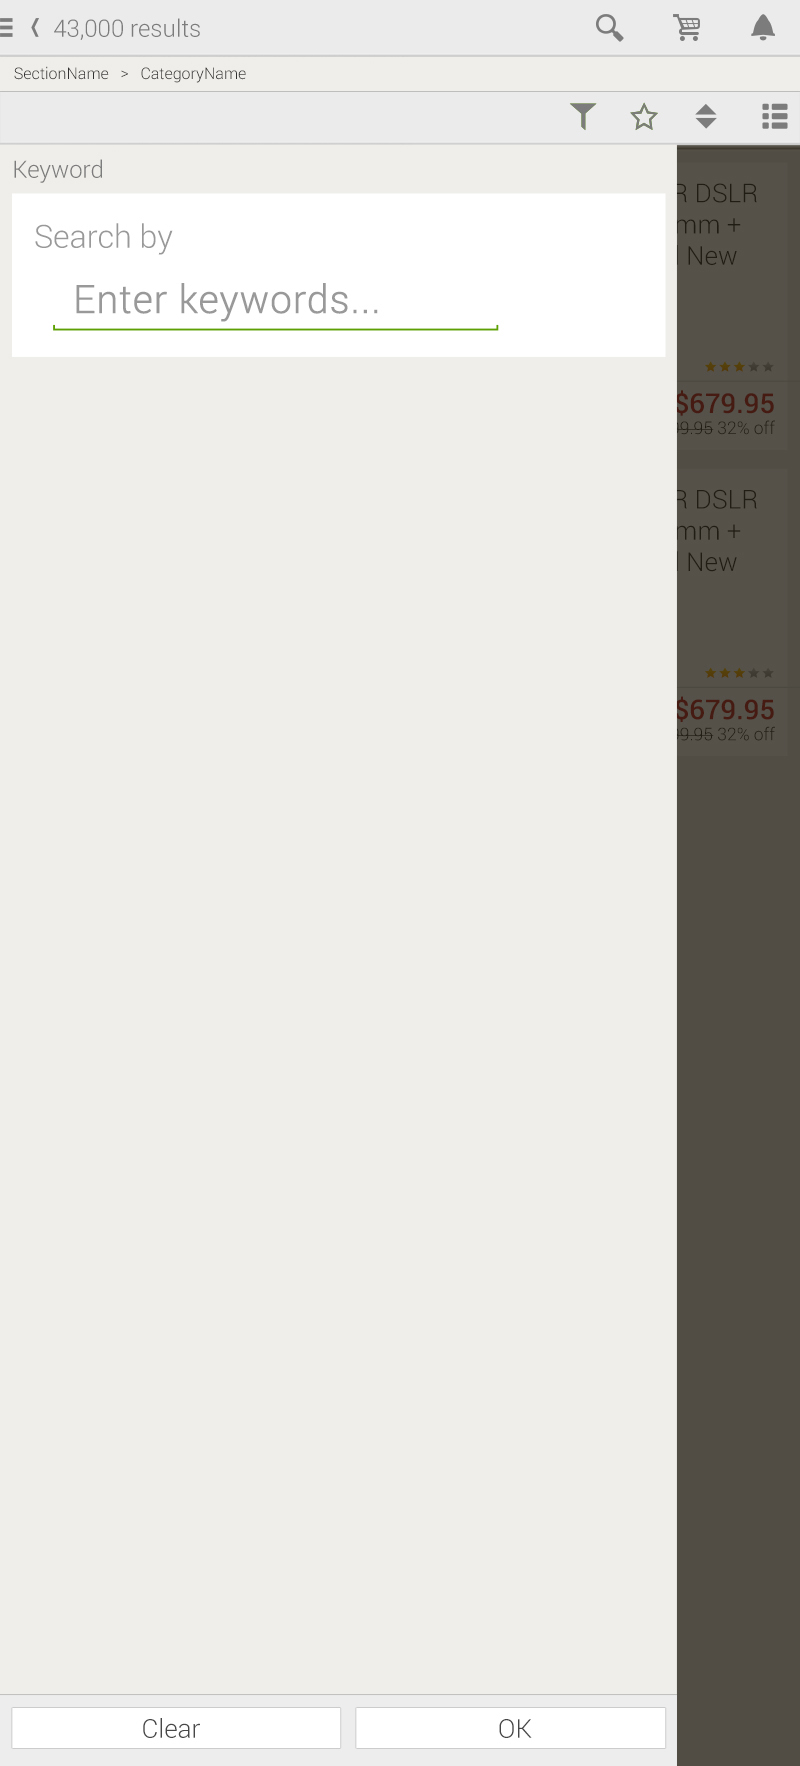 43,000 results
SectionName > CategoryName
Keyword
Search by
Enter keywords...
R DSLR
mm +
New
$679.95
9.95 32% off
R DSLR
mm +
New
$679.95
9.95 32% off
Clear
OK